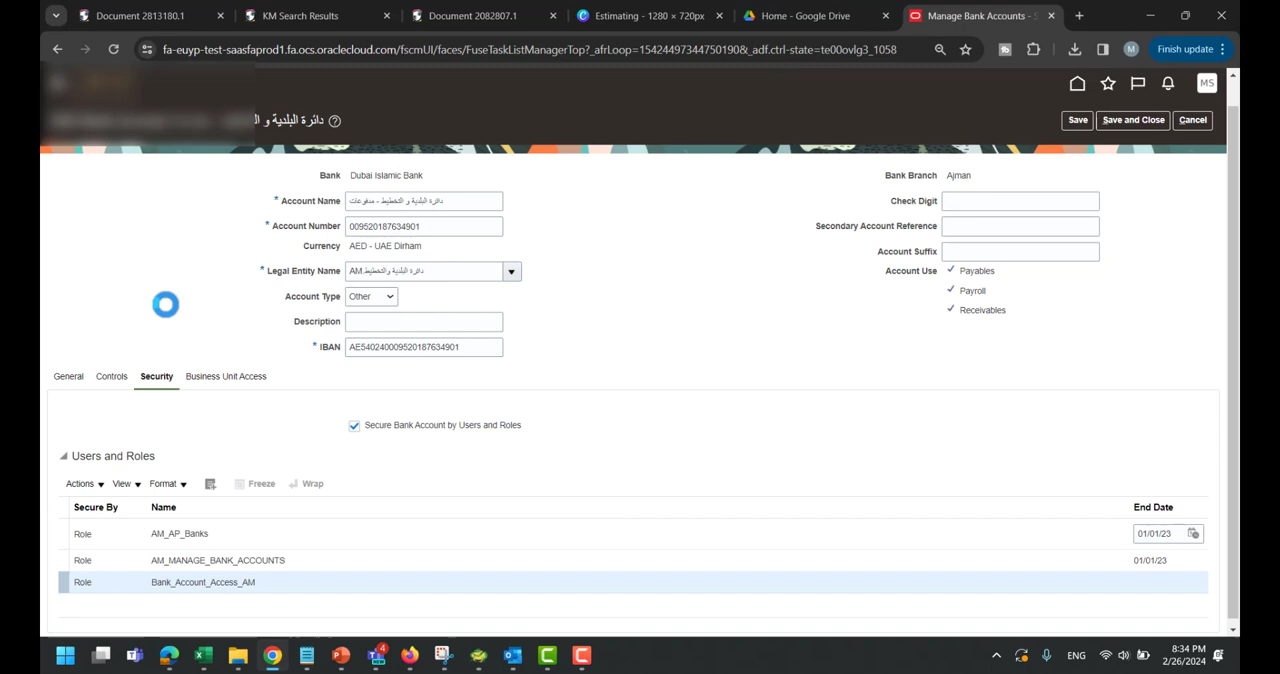 Document 2813180.1
KM Search Results
Document 2082807.1
Estimating - 1280 × 720px
Home - Google Drive
Manage Bank Accounts - S
fa-euyp-test-saasfaprod1.fa.ocs.oraclecloud.com/fscmUI/faces/FuseTaskListManagerTop?_afrLoop=154244973447501​90&_adf.ctrl-state=te00ovlg3_1058
Finish update
MS
دائرة البلدية و
Save
Save and Close
Cancel
Bank Dubai Islamic Bank
Bank Branch Ajman
* Account Name دائرة البلدية و التخطيط - مدفوعات
Check Digit
* Account Number 009520187634901
Secondary Account Reference
Currency AED - UAE Dirham
Account Suffix
* Legal Entity Name AM.دائرة البلدية والتخطيط
Account Use Payables
Account Type Other
Payroll
Receivables
Description
* IBAN AE540240009520187634901
General Controls Security Business Unit Access
Secure Bank Account by Users and Roles
Users and Roles
Actions View Format Freeze Wrap
Secure By Name End Date
Role AM_AP_Banks 01/01/23
Role AM_MANAGE_BANK_ACCOUNTS 01/01/23
Role Bank_Account_Access_AM
4
ENG
8:34 PM
2/26/2024